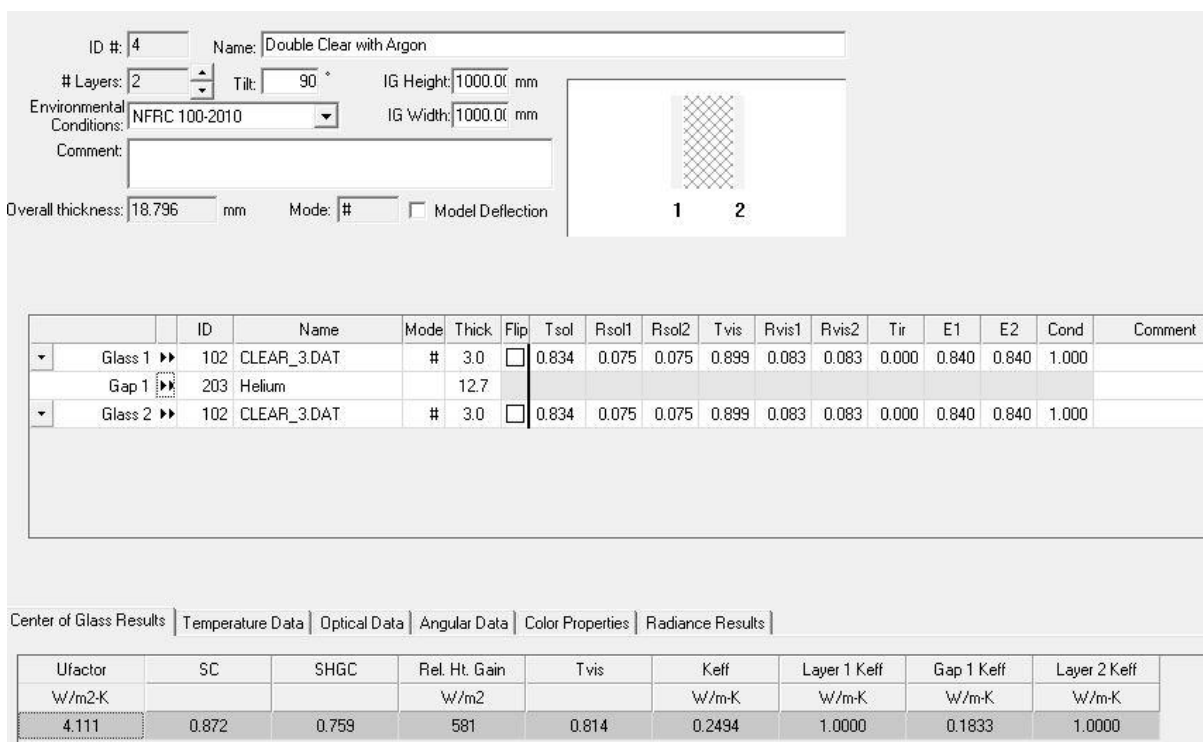 ID #: 4 Name: Double Clear with Argon
# Layers: 2 Tilt: 90 ° IG Height: 1000.00 mm
Environmental Conditions: NFRC 100-2010 IG Width: 1000.00 mm
Comment:
Overall thickness: 18.796 mm Mode: # Model Deflection
1 2
ID Name Mode Thick Flip Tsol Rsol1 Rsol2 Tvis Rvis1 Rvis2 Tir E1 E2 Cond Comment
Glass 1 102 CLEAR_3.DAT # 3.0 0.834 0.075 0.075 0.899 0.083 0.083 0.000 0.840 0.840 1.000
Gap 1 203 Helium 12.7
Glass 2 102 CLEAR_3.DAT # 3.0 0.834 0.075 0.075 0.899 0.083 0.083 0.000 0.840 0.840 1.000
Center of Glass Results Temperature Data Optical Data Angular Data Color Properties Radiance Results
Ufactor SC SHGC Rel. Ht. Gain Tvis Keff Layer 1 Keff Gap 1 Keff Layer 2 Keff
W/m2-K W/m2 W/m-K W/m-K W/m-K W/m-K
4.111 0.872 0.759 581 0.814 0.2494 1.0000 0.1833 1.0000